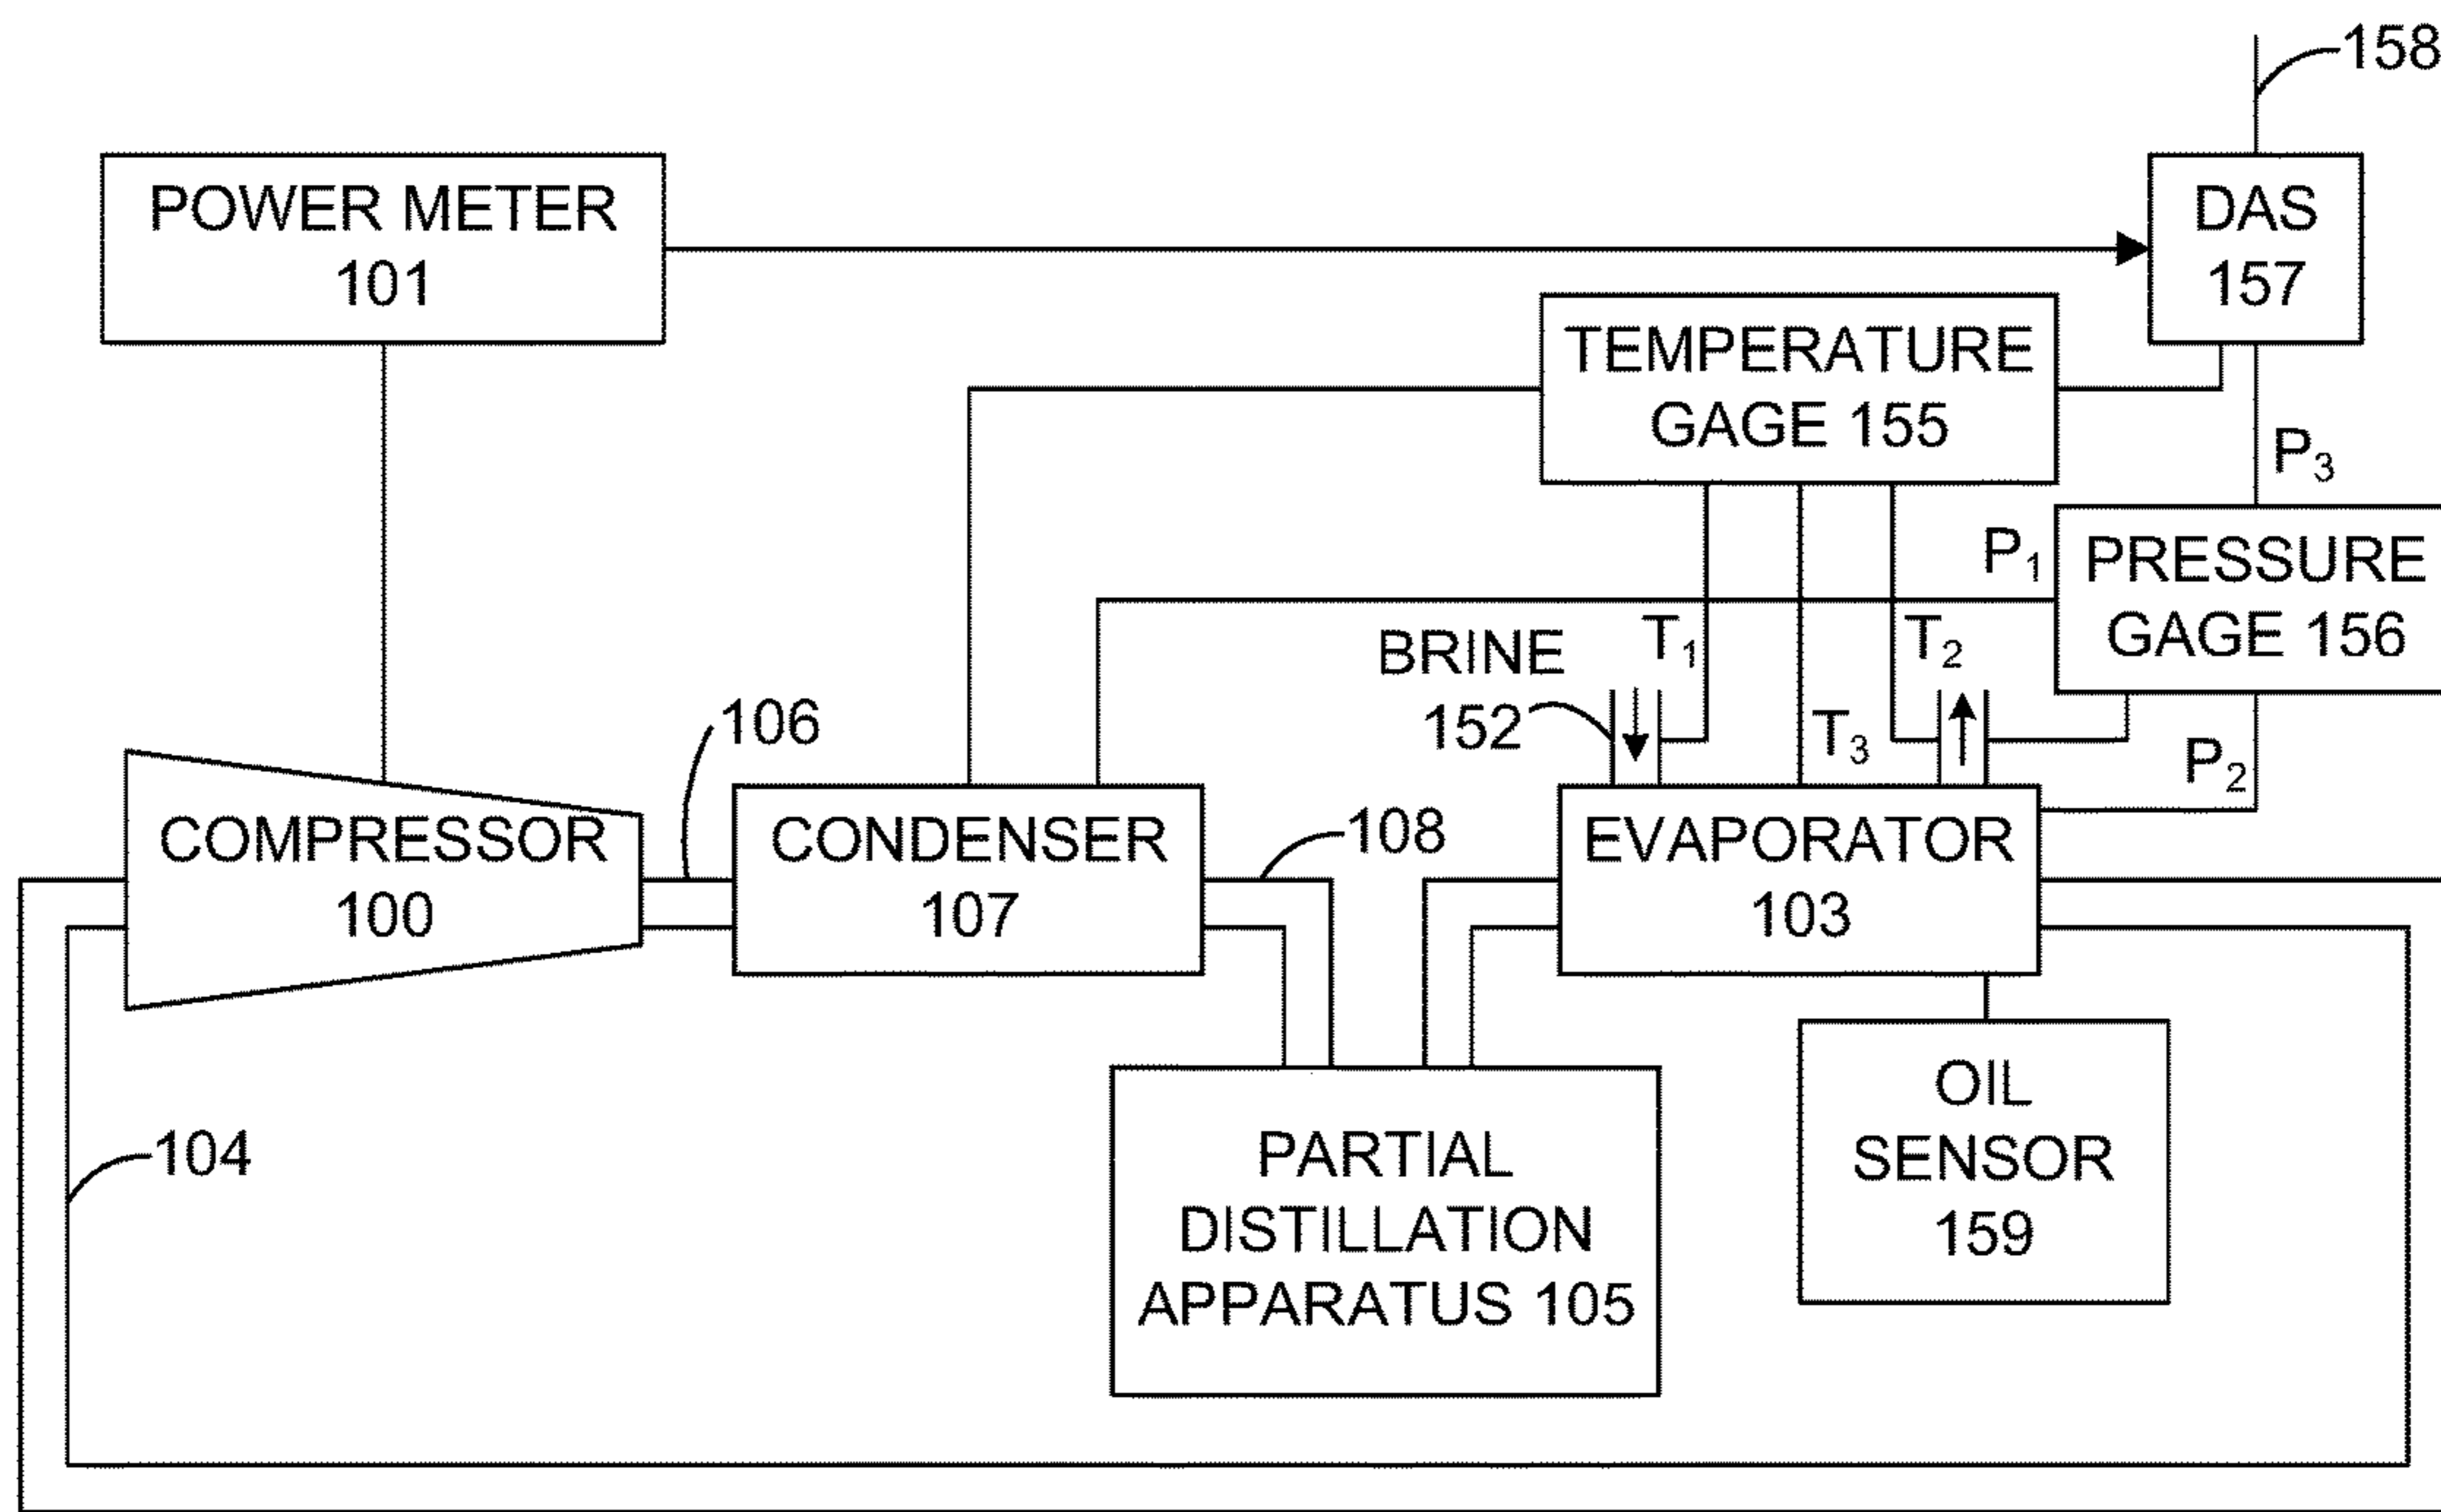 158
POWER METER
101
DAS
157
TEMPERATURE
GAGE 155
P₃
P₁
PRESSURE
GAGE 156
BRINE
152
T₁
T₂
T₃
P₂
106
COMPRESSOR
100
CONDENSER
107
108
EVAPORATOR
103
104
PARTIAL
DISTILLATION
APPARATUS 105
OIL
SENSOR
159